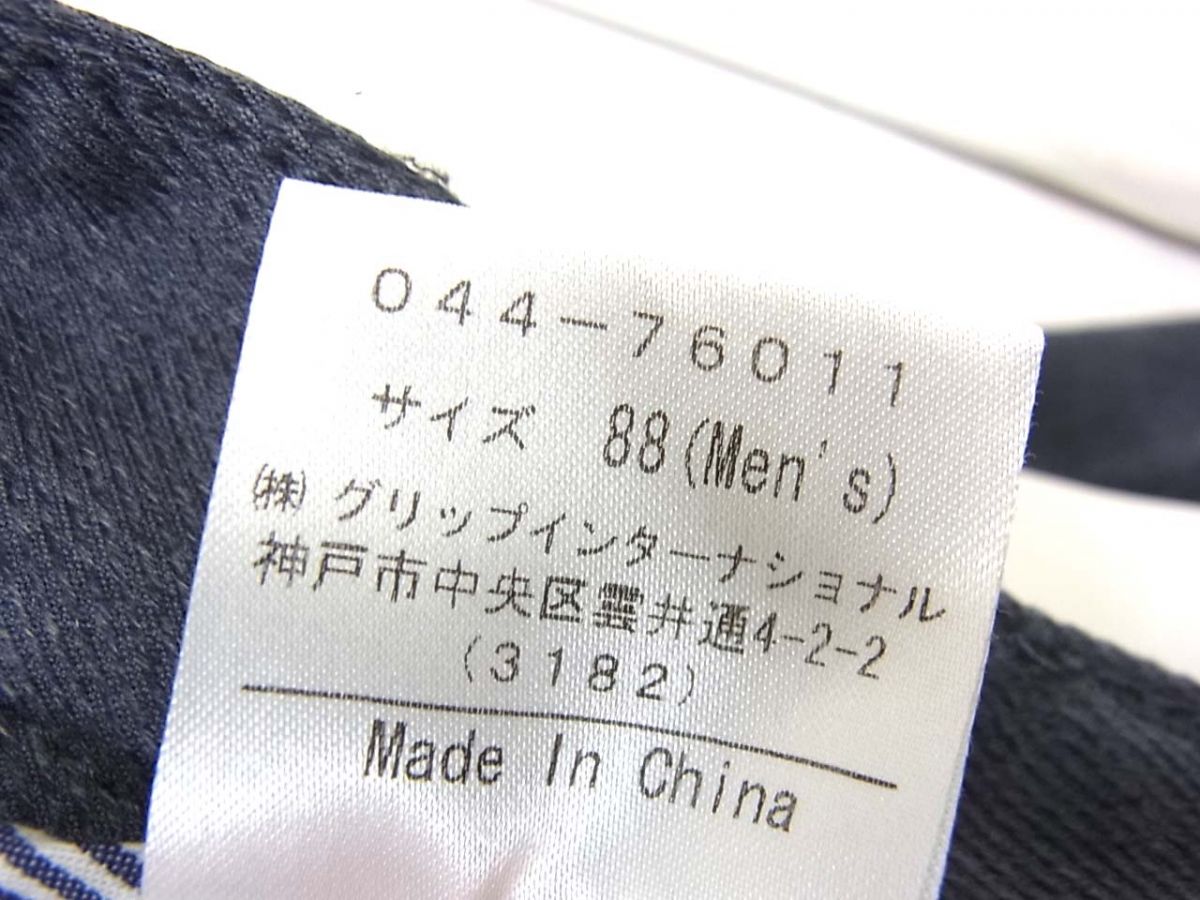 044-76011
サイズ 88(Men's)
㈱グリップインターナショナル
神戸市中央区雲井通4-2-2
(3182)
Made In China